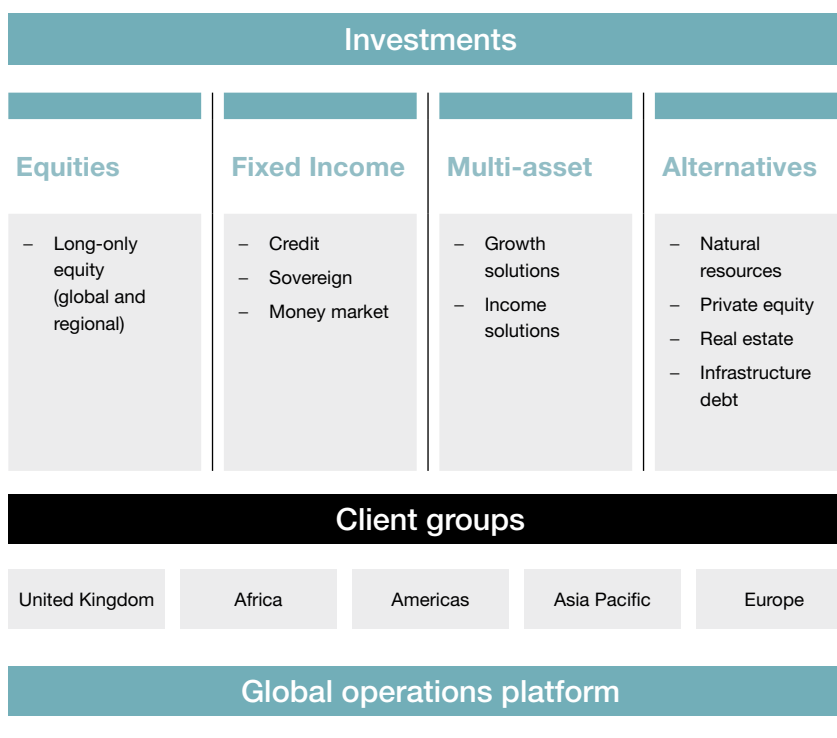 Investments
Equities
– Long-only
equity
(global and
regional)
Fixed Income
– Credit
– Sovereign
– Money market
Multi-asset
– Growth
solutions
– Income
solutions
Alternatives
– Natural
resources
– Private equity
– Real estate
– Infrastructure
debt
Client groups
United Kingdom
Africa
Americas
Asia Pacific
Europe
Global operations platform